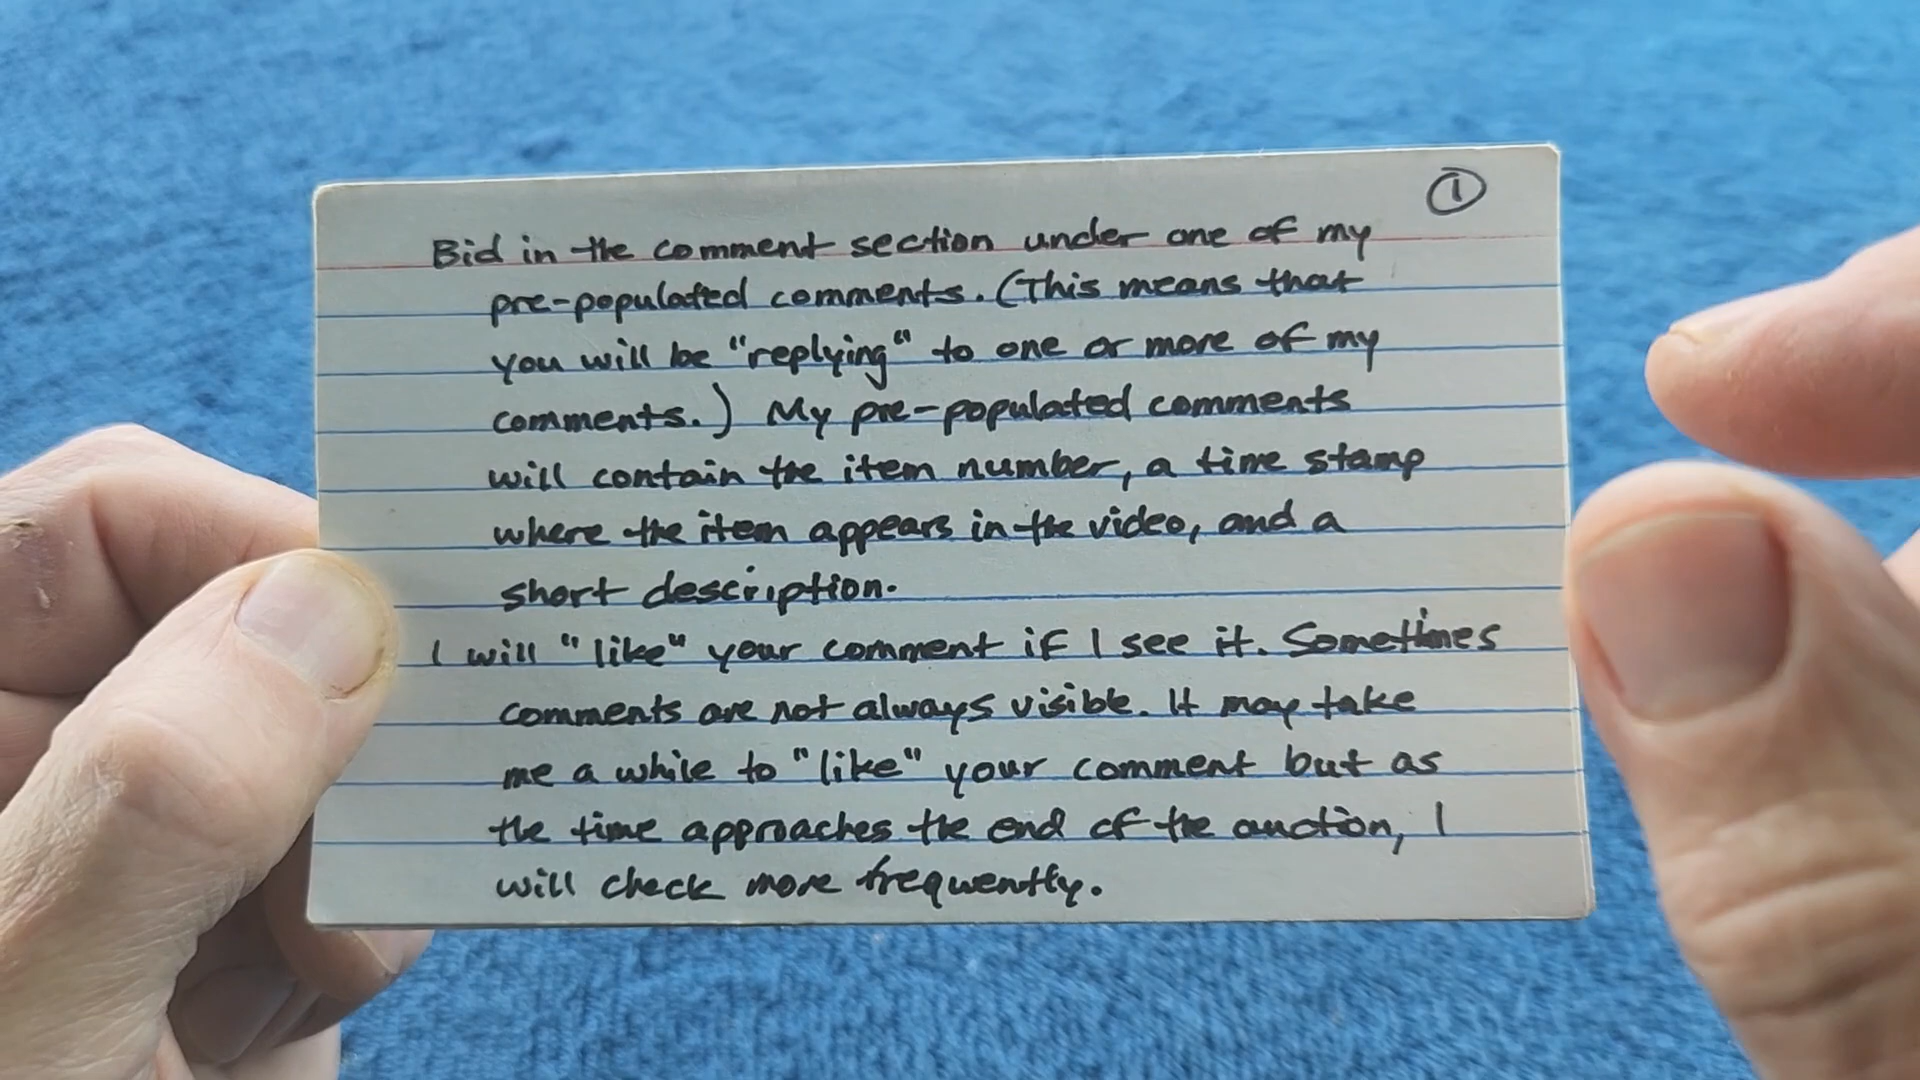 ①
Bid in the comment section under one of my
pre-populated comments. (This means that
you will be "replying" to one or more of my
comments.) My pre-populated comments
will contain the item number, a time stamp
where the item appears in the video, and a
short description.
I will "like" your comment if I see it. Sometimes
comments are not always visible. It may take
me a while to "like" your comment but as
the time approaches the end of the auction, I
will check more frequently.